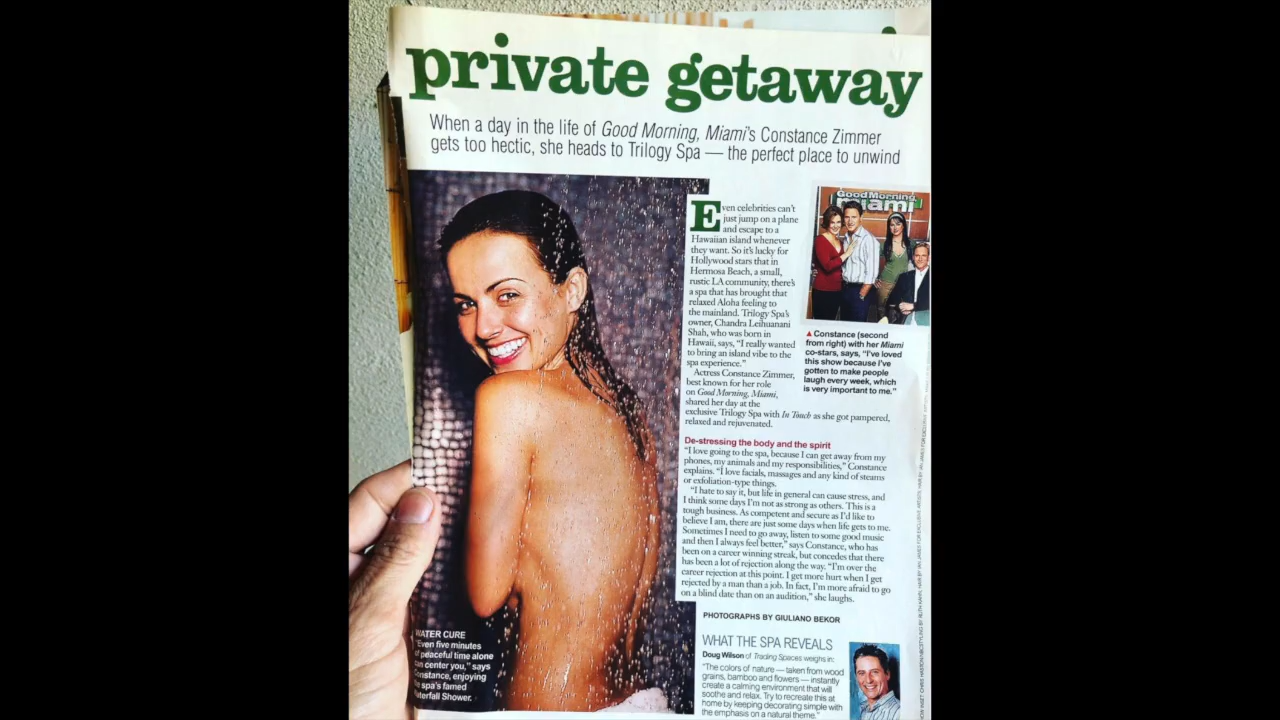 private getaway
When a day in the life of Good Morning, Miami's Constance Zimmer
gets too hectic, she heads to Trilogy Spa — the perfect place to unwind
Even celebrities can't
just jump on a plane
and escape to a
Hawaiian island whenever
they want. So it's lucky for
Hollywood stars that in
Hermosa Beach, a small,
rustic LA community, there's
a spa that has brought that
relaxed Aloha feeling to
the mainland. Trilogy Spa's
owner, Chandra Leihuanani
Shah, who was born in
Hawaii, says, "I really wanted
to bring an island vibe to the
spa experience."
Actress Constance Zimmer,
best known for her role
on Good Morning, Miami,
shared her day at the
exclusive Trilogy Spa with In Touch as she got pampered,
relaxed and rejuvenated.
De-stressing the body and the spirit
"I love going to the spa, because I can get away from my
phones, my animals and my responsibilities," Constance
explains. "I love facials, massages and any kind of steams
or exfoliation-type things.
"I hate to say it, but life in general can cause stress, and
I think some days I'm not as strong as others. This is a
tough business. As competent and secure as I'd like to
believe I am, there are just some days when life gets to me.
Sometimes I need to go away, listen to some good music
and then I always feel better," says Constance, who has
been on a career winning streak, but concedes that there
has been a lot of rejection along the way. "I'm over the
career rejection at this point. I get more hurt when I get
rejected by a man than a job. In fact, I'm more afraid to go
on a blind date than on an audition," she laughs.
PHOTOGRAPHS BY GIULIANO BEKOR
Good Morning,
miami
▲ Constance (second
from right) with her Miami
co-stars, says, "I've loved
this show because I've
gotten to make people
laugh every week, which
is very important to me."
WHAT THE SPA REVEALS
Doug Wilson of Trading Spaces weighs in:
"The colors of nature — taken from wood
grains, bamboo and flowers — instantly
create a calming environment that will
soothe and relax. Try to recreate this at
home by keeping decorating simple with
the emphasis on a natural theme."
WATER CURE
"Even five minutes
of peaceful time alone
can center you," says
Constance, enjoying
spa's famed
Waterfall Shower.